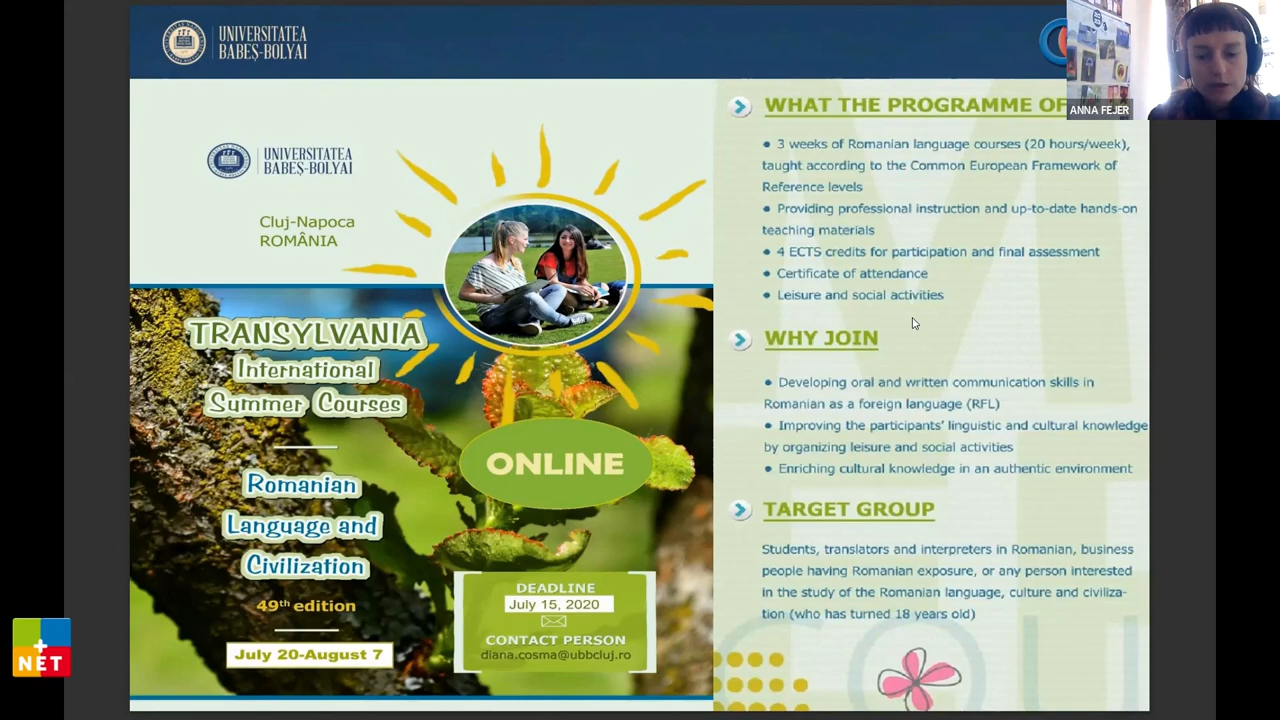 UNIVERSITATEA
BABEȘ-BOLYAI
ANNA FEJER
UNIVERSITATEA
BABEȘ-BOLYAI
Cluj-Napoca
ROMÂNIA
TRANSYLVANIA
International
Summer Courses
Romanian
Language and
Civilization
49th edition
July 20-August 7
ONLINE
DEADLINE
July 15, 2020
CONTACT PERSON
diana.cosma@ubbcluj.ro
WHAT THE PROGRAMME OF
• 3 weeks of Romanian language courses (20 hours/week),
taught according to the Common European Framework of
Reference levels
• Providing professional instruction and up-to-date hands-on
teaching materials
• 4 ECTS credits for participation and final assessment
• Certificate of attendance
• Leisure and social activities
WHY JOIN
• Developing oral and written communication skills in
Romanian as a foreign language (RFL)
• Improving the participants' linguistic and cultural knowledge
by organizing leisure and social activities
• Enriching cultural knowledge in an authentic environment
TARGET GROUP
Students, translators and interpreters in Romanian, business
people having Romanian exposure, or any person interested
in the study of the Romanian language, culture and civiliza-
tion (who has turned 18 years old)
+
NET